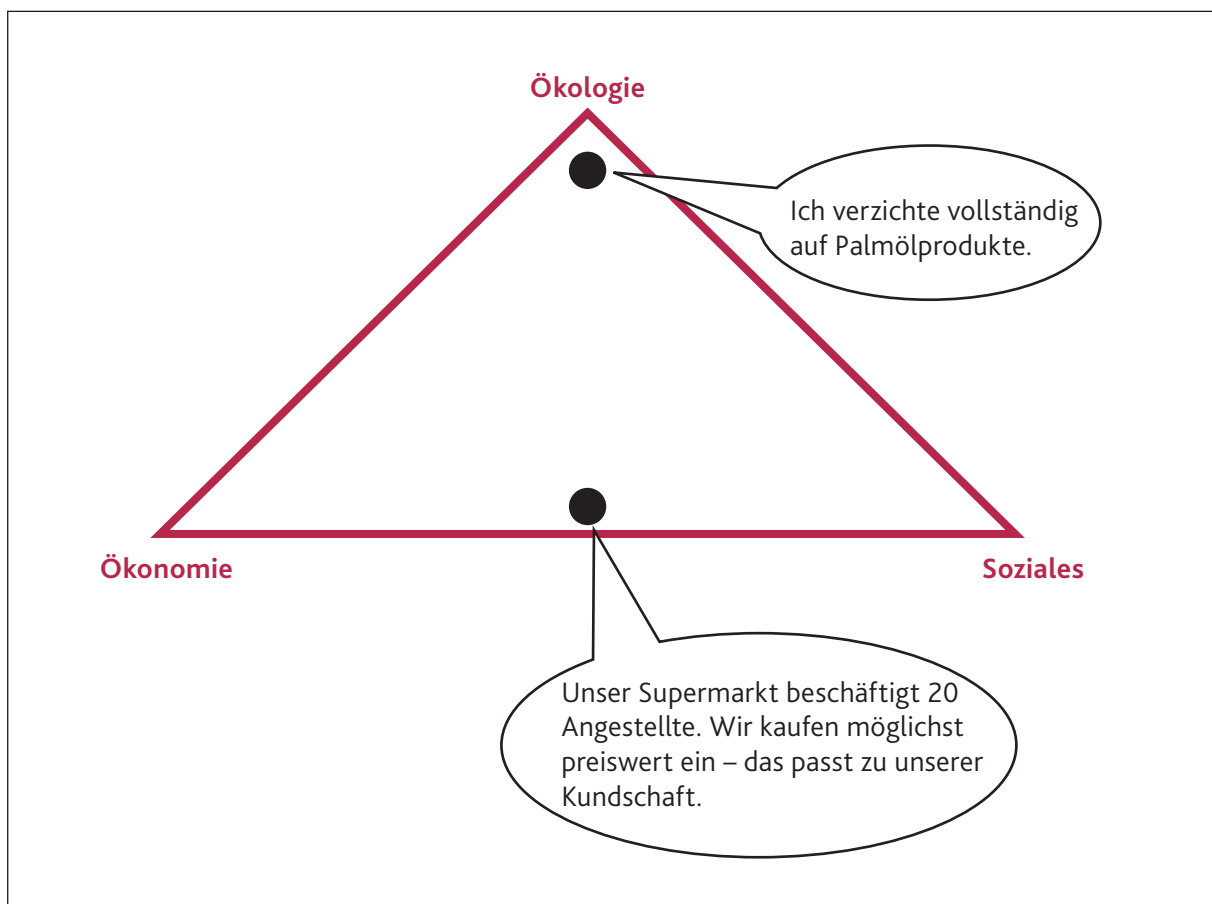 Ökologie
Ich verzichte vollständig
auf Palmölprodukte.
Ökonomie
Soziales
Unser Supermarkt beschäftigt 20
Angestellte. Wir kaufen möglichst
preiswert ein – das passt zu unserer
Kundschaft.